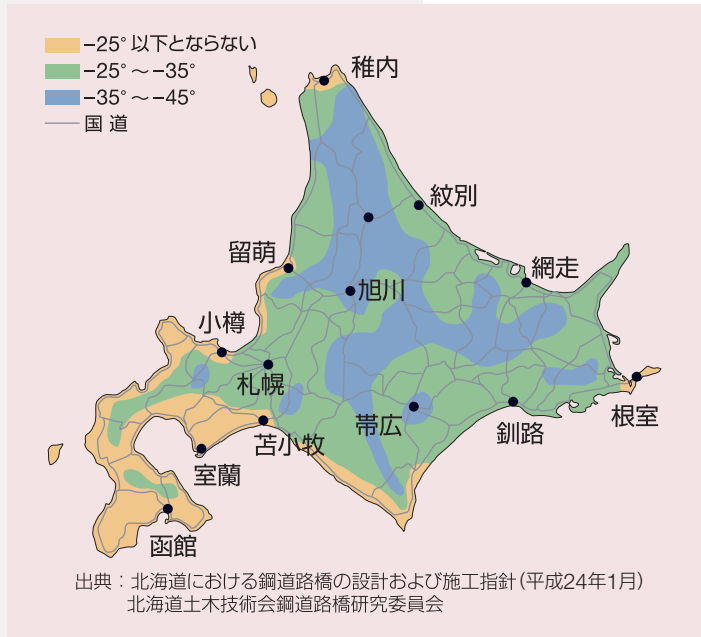 -25° 以下とならない
-25° ～ -35°
-35° ～ -45°
国 道
稚内
紋別
留萌
網走
旭川
小樽
札幌
帯広
釧路
根室
苫小牧
室蘭
函館
出典：北海道における鋼道路橋の設計および施工指針（平成24年1月）
北海道土木技術会鋼道路橋研究委員会